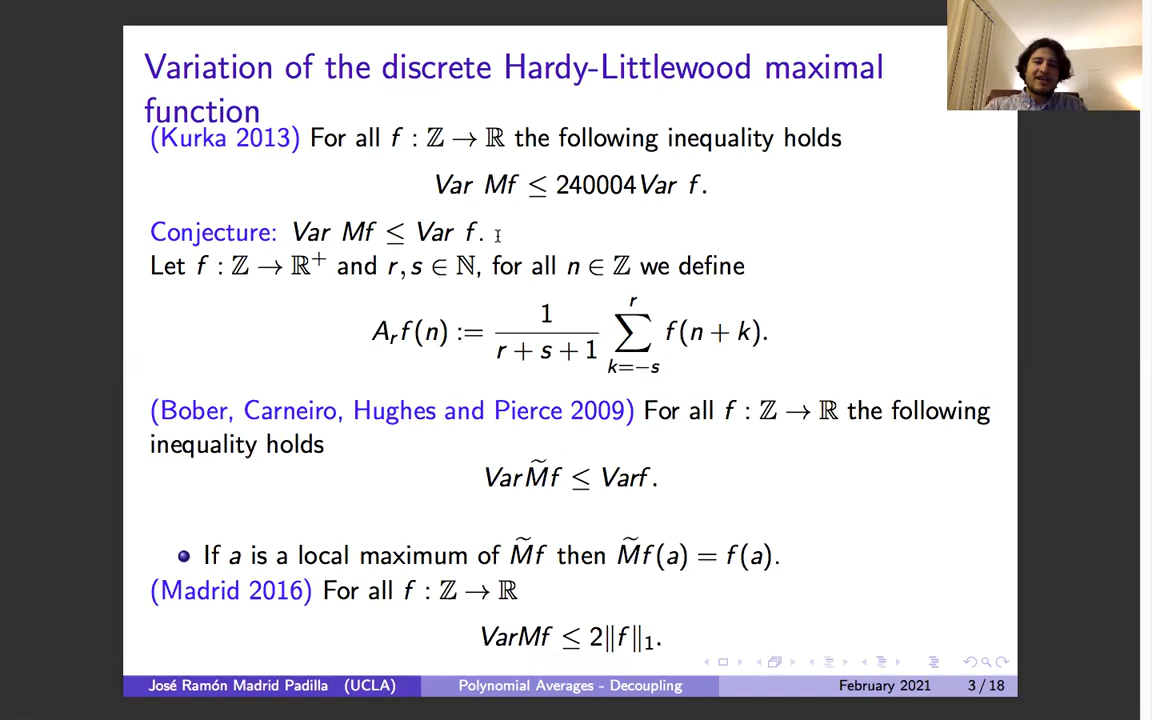 Variation of the discrete Hardy-Littlewood maximal
function
(Kurka 2013) For all f : ℤ → ℝ the following inequality holds
Var Mf ≤ 240004Var f.
Conjecture: Var Mf ≤ Var f.
Let f : ℤ → ℝ⁺ and r, s ∈ ℕ, for all n ∈ ℤ we define
A_r f(n) := 1/(r + s + 1) ∑_{k=−s}^{r} f(n + k).
(Bober, Carneiro, Hughes and Pierce 2009) For all f : ℤ → ℝ the following
inequality holds
VarM̃f ≤ Varf.
• If a is a local maximum of M̃f then M̃f(a) = f(a).
(Madrid 2016) For all f : ℤ → ℝ
VarMf ≤ 2‖f‖₁.
José Ramón Madrid Padilla (UCLA) Polynomial Averages - Decoupling February 2021 3 / 18